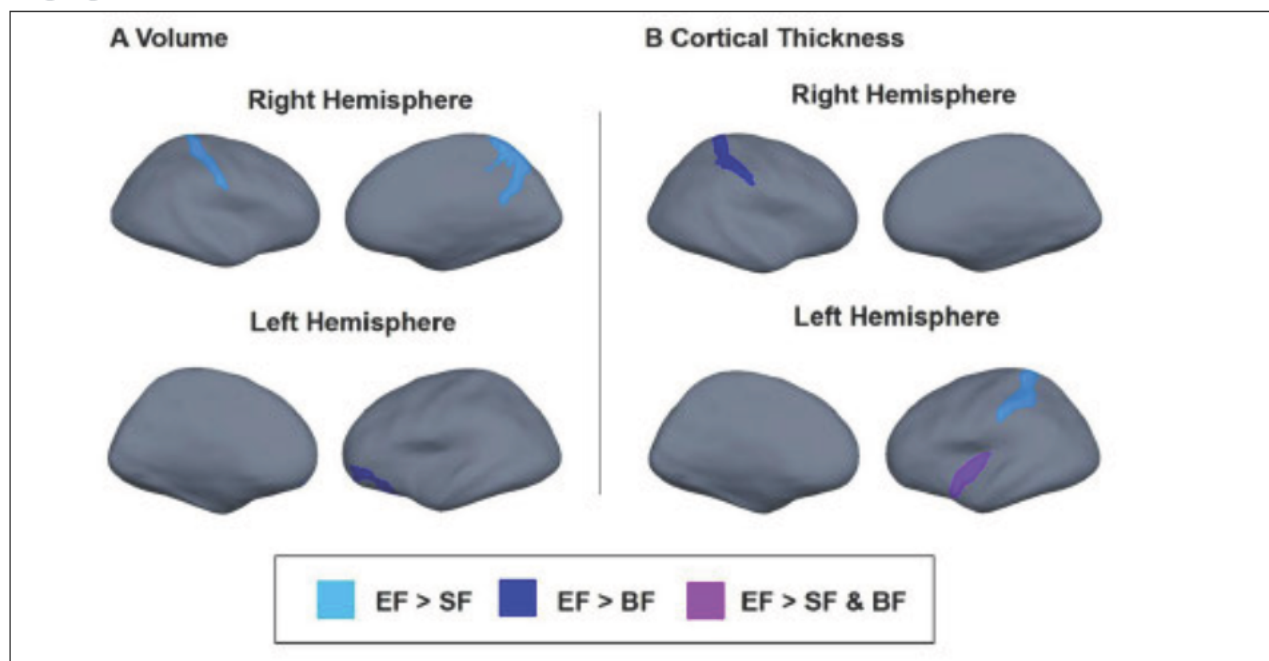 A Volume
Right Hemisphere
Left Hemisphere
B Cortical Thickness
Right Hemisphere
Left Hemisphere
EF > SF
EF > BF
EF > SF & BF